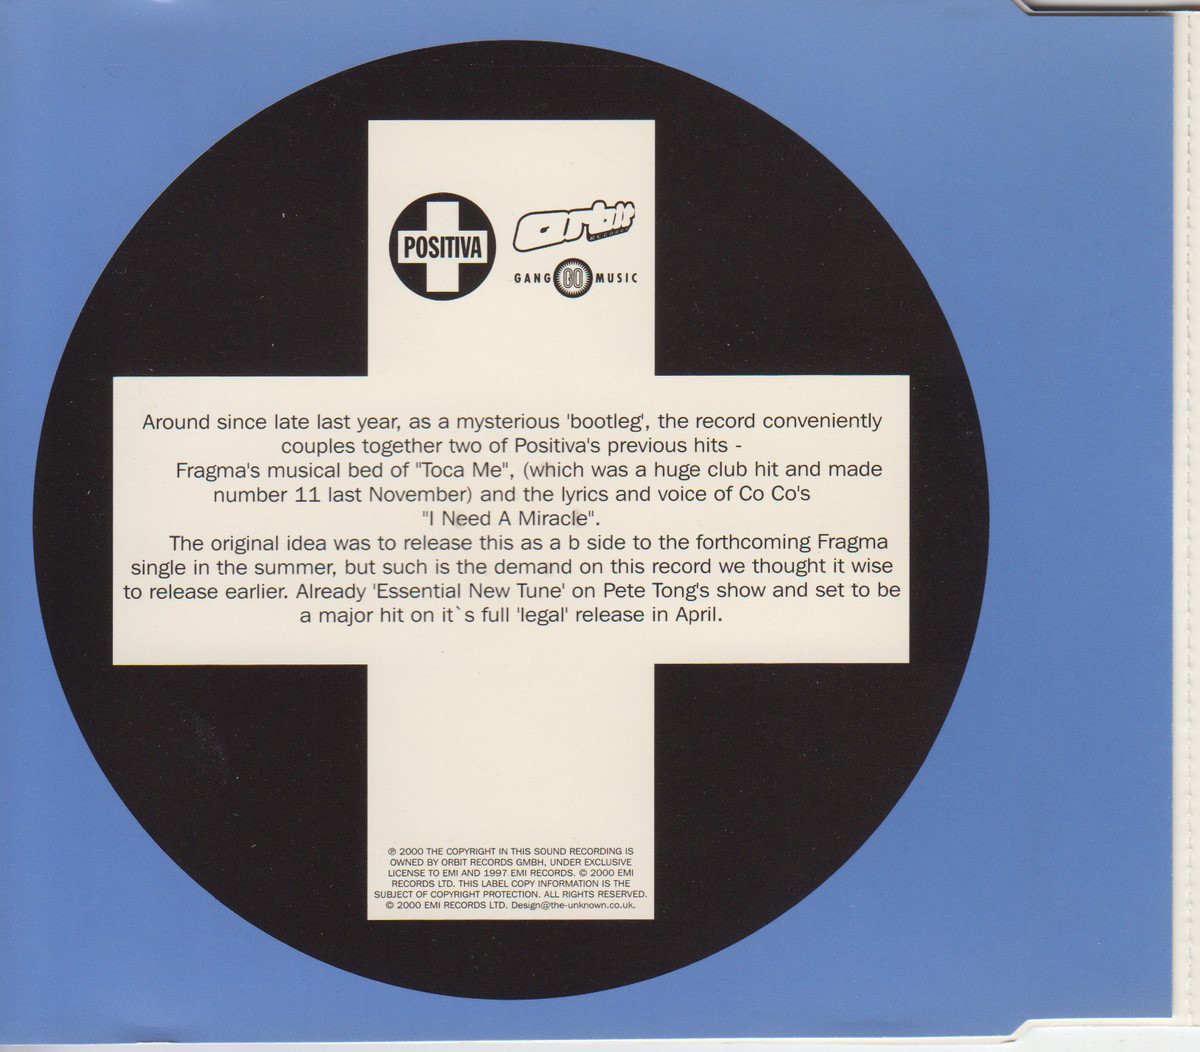 POSITIVA
orbit
RECORDS
GANG GO MUSIC
Around since late last year, as a mysterious 'bootleg', the record conveniently
couples together two of Positiva's previous hits -
Fragma's musical bed of "Toca Me", (which was a huge club hit and made
number 11 last November) and the lyrics and voice of Co Co's
"I Need A Miracle".
The original idea was to release this as a b side to the forthcoming Fragma
single in the summer, but such is the demand on this record we thought it wise
to release earlier. Already 'Essential New Tune' on Pete Tong's show and set to be
a major hit on it`s full 'legal' release in April.
℗ 2000 THE COPYRIGHT IN THIS SOUND RECORDING IS
OWNED BY ORBIT RECORDS GMBH, UNDER EXCLUSIVE
LICENSE TO EMI AND 1997 EMI RECORDS. © 2000 EMI
RECORDS LTD. THIS LABEL COPY INFORMATION IS THE
SUBJECT OF COPYRIGHT PROTECTION. ALL RIGHTS RESERVED.
© 2000 EMI RECORDS LTD. Design@the-unknown.co.uk.